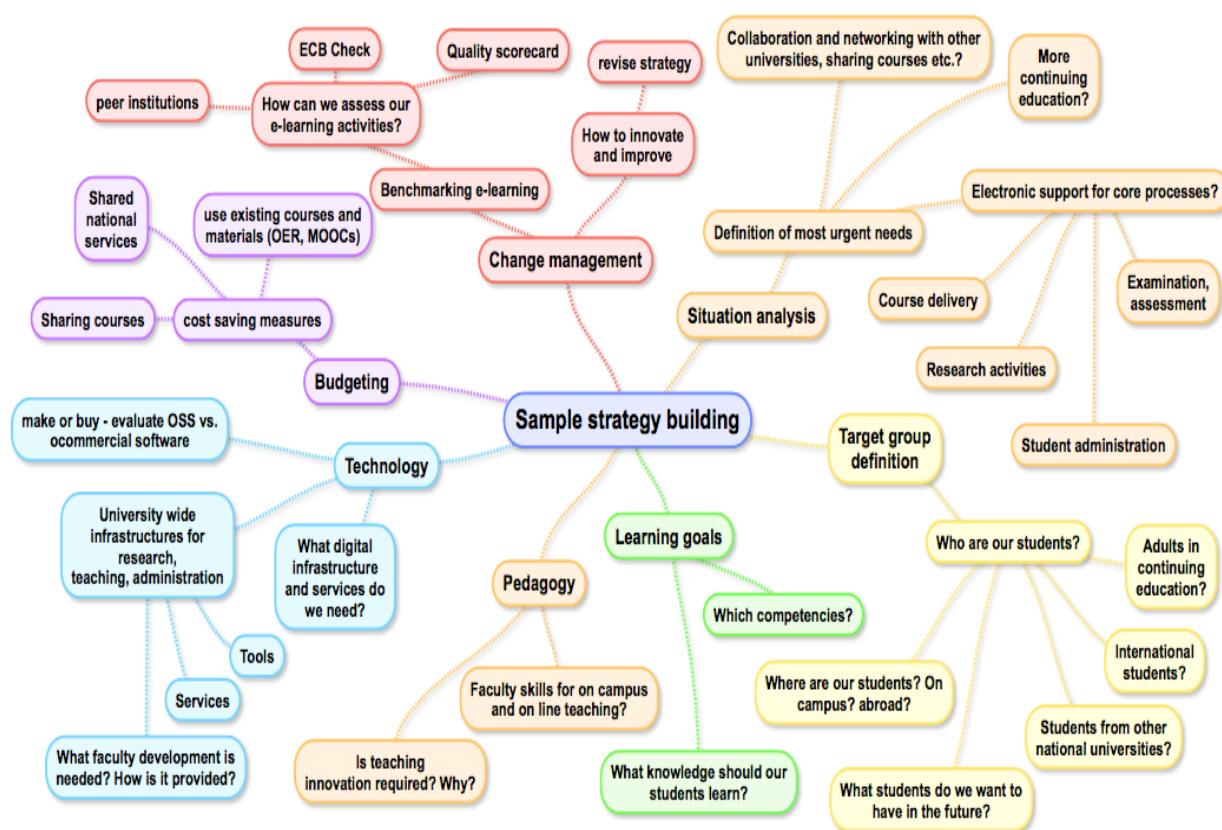 ECB Check
Quality scorecard
peer institutions
How can we assess our
e-learning activities?
revise strategy
How to innovate
and improve
Benchmarking e-learning
Change management
Collaboration and networking with other
universities, sharing courses etc.?
More
continuing
education?
Electronic support for core processes?
Definition of most urgent needs
Examination,
assessment
Course delivery
Situation analysis
Research activities
Student administration
Shared
national
services
use existing courses and
materials (OER, MOOCs)
Sharing courses
cost saving measures
Budgeting
Sample strategy building
make or buy - evaluate OSS vs.
ocommercial software
Technology
University wide
infrastructures for
research,
teaching, administration
What digital
infrastructure
and services do
we need?
Tools
Services
What faculty development is
needed? How is it provided?
Pedagogy
Faculty skills for on campus
and on line teaching?
Is teaching
innovation required? Why?
Learning goals
Which competencies?
What knowledge should our
students learn?
Target group
definition
Who are our students?
Adults in
continuing
education?
International
students?
Where are our students? On
campus? abroad?
Students from other
national universities?
What students do we want to
have in the future?